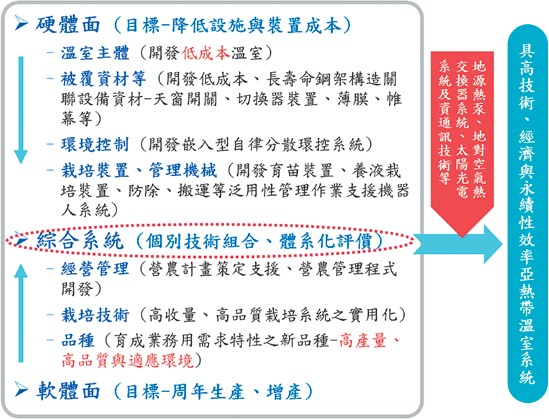 硬體面（目標-降低設施與裝置成本）
-溫室主體（開發低成本溫室）
-被覆資材等（開發低成本、長壽命鋼架構造關
聯設備資材-天窗開關、切換器裝置、薄膜、帷
幕等）
-環境控制（開發嵌入型自律分散環控系統）
-栽培裝置、管理機械（開發育苗裝置、養液栽
培裝置、防除、搬運等泛用性管理作業支援機器
人系統）
綜合系統（個別技術組合、體系化評價）
-經營管理（營農計畫策定支援、營農管理程式
開發）
-栽培技術（高收量、高品質栽培系統之實用化）
-品種（育成業務用需求特性之新品種-高產量、
高品質與適應環境）
軟體面（目標-周年生產、增產）
地源熱泵、地對空氣熱
交換器系統、太陽光電
系統及資通訊技術等
具高技術、經濟與永續性效率亞熱帶溫室系統